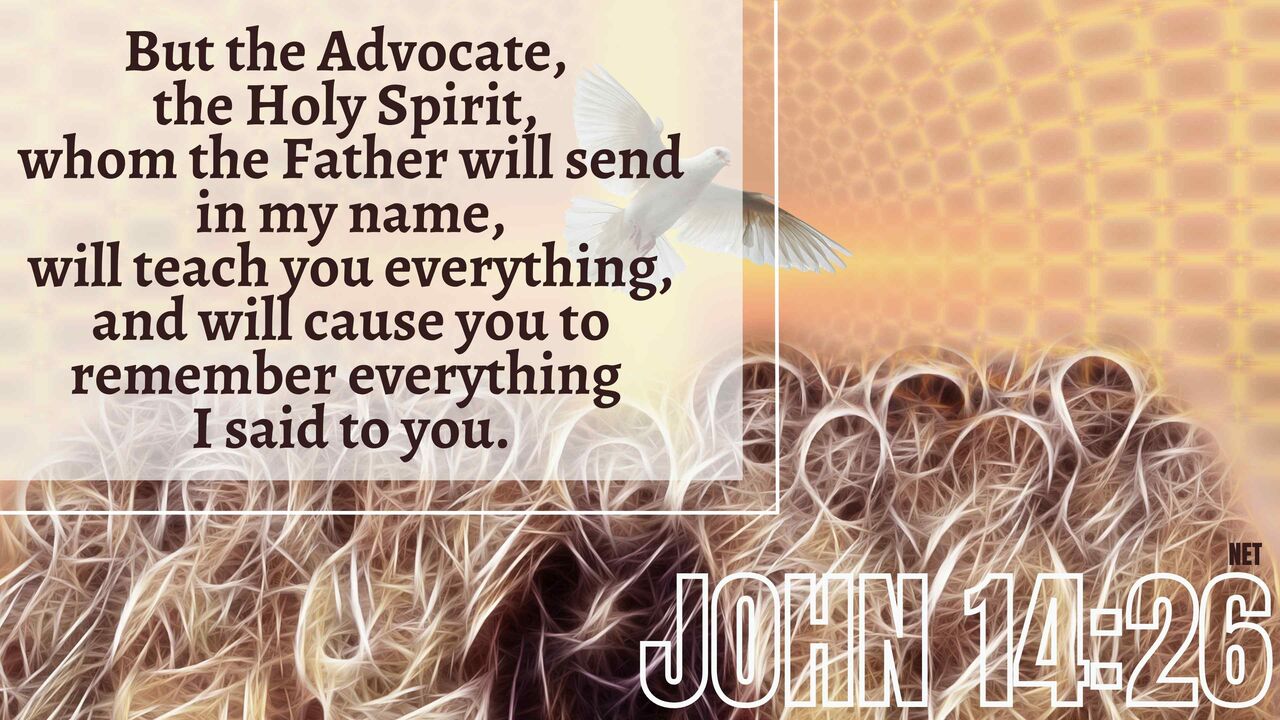 But the Advocate,
the Holy Spirit,
whom the Father will send
in my name,
will teach you everything,
and will cause you to
remember everything
I said to you.
NET
JOHN 14:26